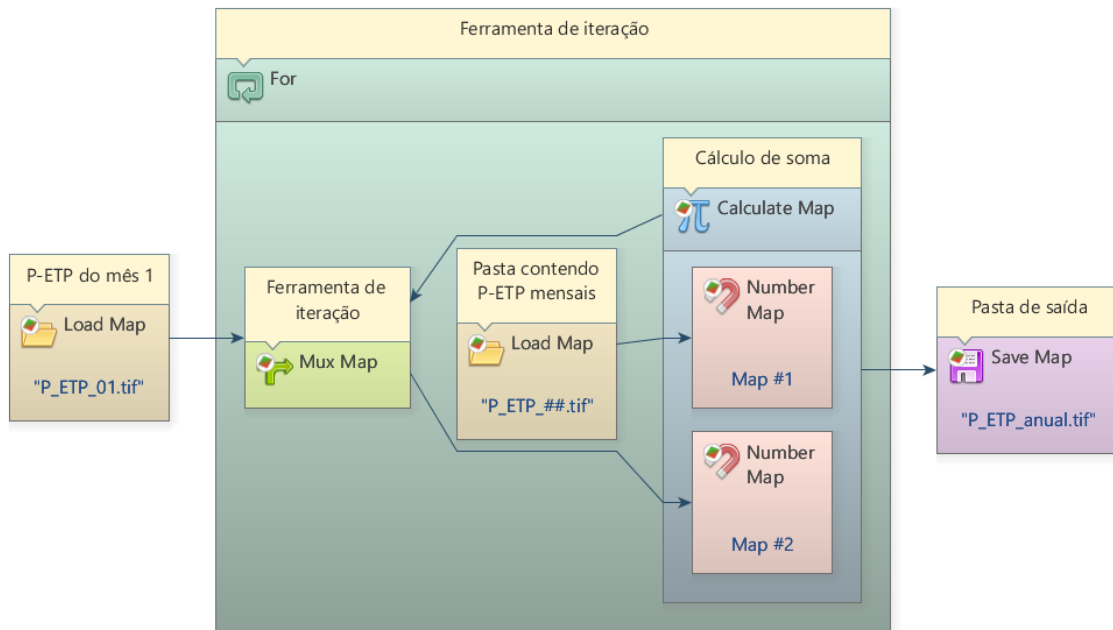 Ferramenta de iteração
For
P-ETP do mês 1
Load Map
"P_ETP_01.tif"
Ferramenta de
iteração
Mux Map
Pasta contendo
P-ETP mensais
Load Map
"P_ETP_##.tif"
Cálculo de soma
Calculate Map
Number
Map
Map #1
Number
Map
Map #2
Pasta de saída
Save Map
"P_ETP_anual.tif"